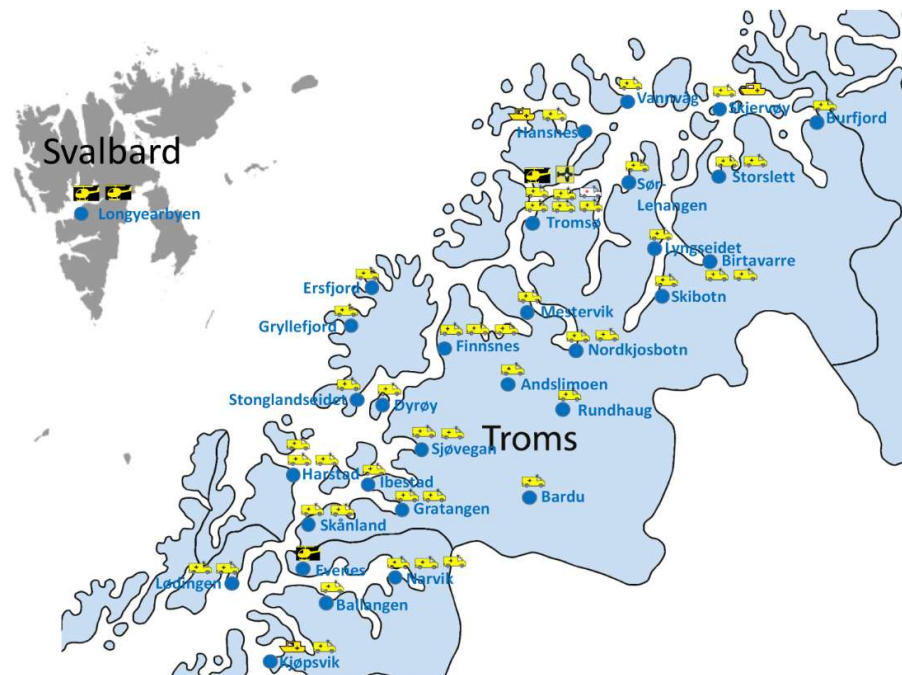 Svalbard
Longyearbyen
Vannvåg
Skjervøy
Burfjord
Hansnes
Storslett
Sør-
Lenangen
Tromsø
Lyngseidet
Birtavarre
Skibotn
Ersfjord
Gryllefjord
Mestervik
Finnsnes
Nordkjosbotn
Andslimoen
Stonglandseidet
Dyrøy
Rundhaug
Troms
Sjøvegan
Harstad
Ibestad
Bardu
Gratangen
Skånland
Evenes
Narvik
Lødingen
Ballangen
Kjøpsvik